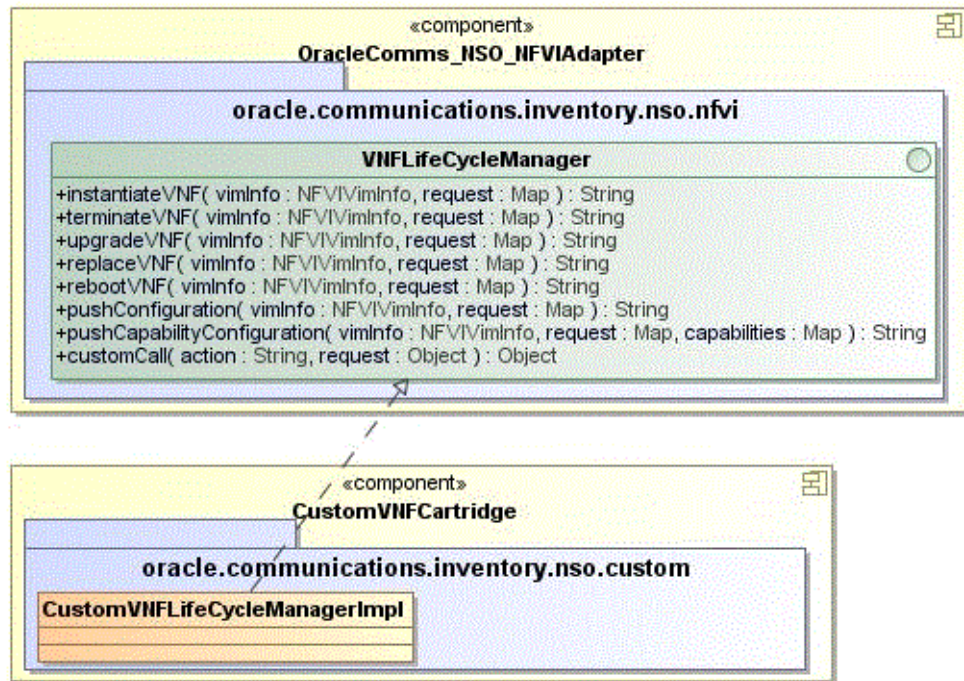 «component»
OracleComms_NSO_NFVIAdapter
oracle.communications.inventory.nso.nfvi
VNFLifeCycleManager
+instantiateVNF( vimInfo : NFVIVimInfo, request : Map ) : String
+terminateVNF( vimInfo : NFVIVimInfo, request : Map ) : String
+upgradeVNF( vimInfo : NFVIVimInfo, request : Map ) : String
+replaceVNF( vimInfo : NFVIVimInfo, request : Map ) : String
+rebootVNF( vimInfo : NFVIVimInfo, request : Map ) : String
+pushConfiguration( vimInfo : NFVIVimInfo, request : Map ) : String
+pushCapabilityConfiguration( vimInfo : NFVIVimInfo, request : Map, capabilities : Map ) : String
+customCall( action : String, request : Object ) : Object
«component»
CustomVNFCartridge
oracle.communications.inventory.nso.custom
CustomVNFLifeCycleManagerImpl